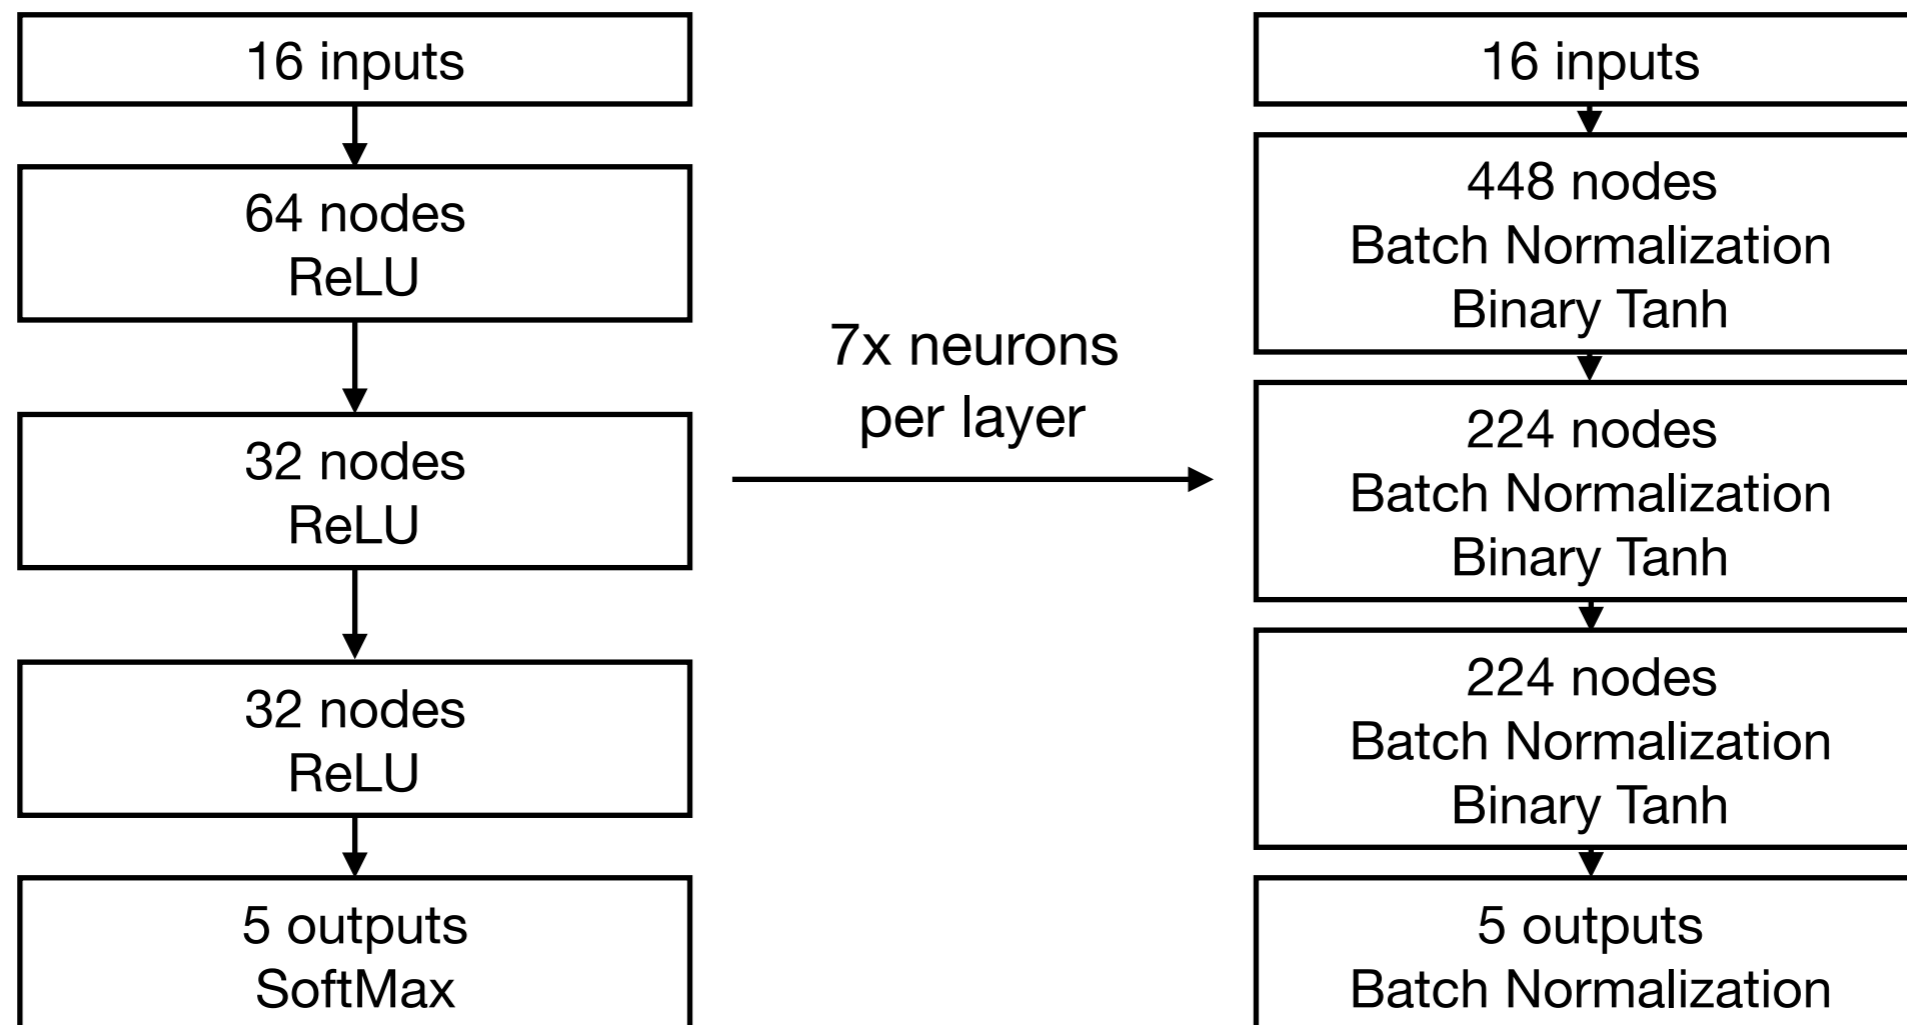 16 inputs
64 nodes
ReLU
32 nodes
ReLU
32 nodes
ReLU
5 outputs
SoftMax
7x neurons
per layer
16 inputs
448 nodes
Batch Normalization
Binary Tanh
224 nodes
Batch Normalization
Binary Tanh
224 nodes
Batch Normalization
Binary Tanh
5 outputs
Batch Normalization